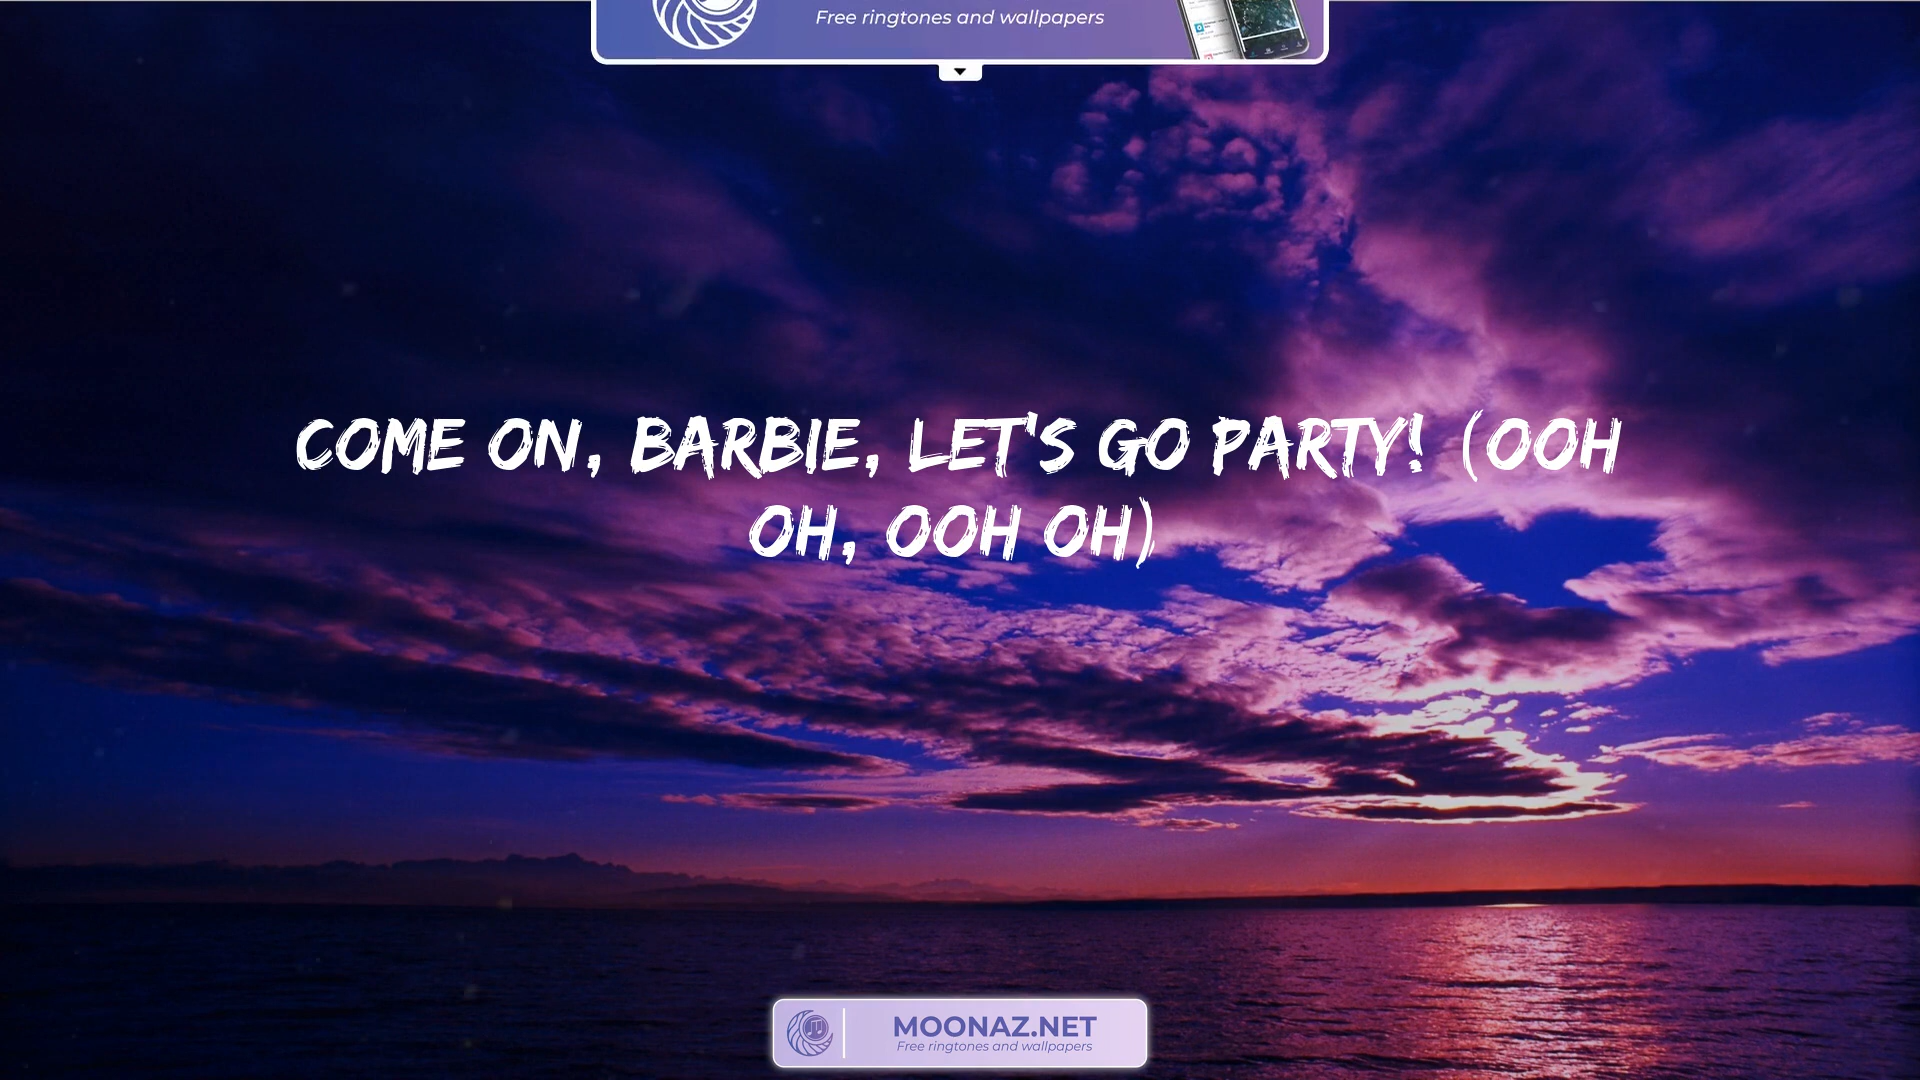 Free ringtones and wallpapers
COME ON, BARBIE, LET'S GO PARTY! (OOH
OH, OOH OH)
MOONAZ.NET
Free ringtones and wallpapers